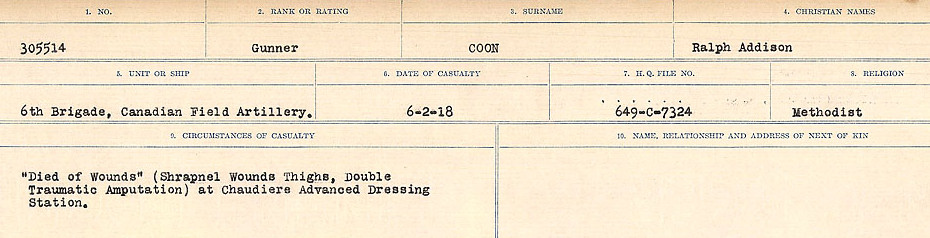 1. NO. 2. RANK OR RATING 3. SURNAME 4. CHRISTIAN NAMES
305514 Gunner COON Ralph Addison
5. UNIT OR SHIP 6. DATE OF CASUALTY 7. H.Q. FILE NO. 8. RELIGION
6th Brigade, Canadian Field Artillery. 6-2-18 649-C-7324 Methodist
9. CIRCUMSTANCES OF CASUALTY 10. NAME, RELATIONSHIP AND ADDRESS OF NEXT OF KIN
"Died of Wounds" (Shrapnel Wounds Thighs, Double
Traumatic Amputation) at Chaudiere Advanced Dressing
Station.